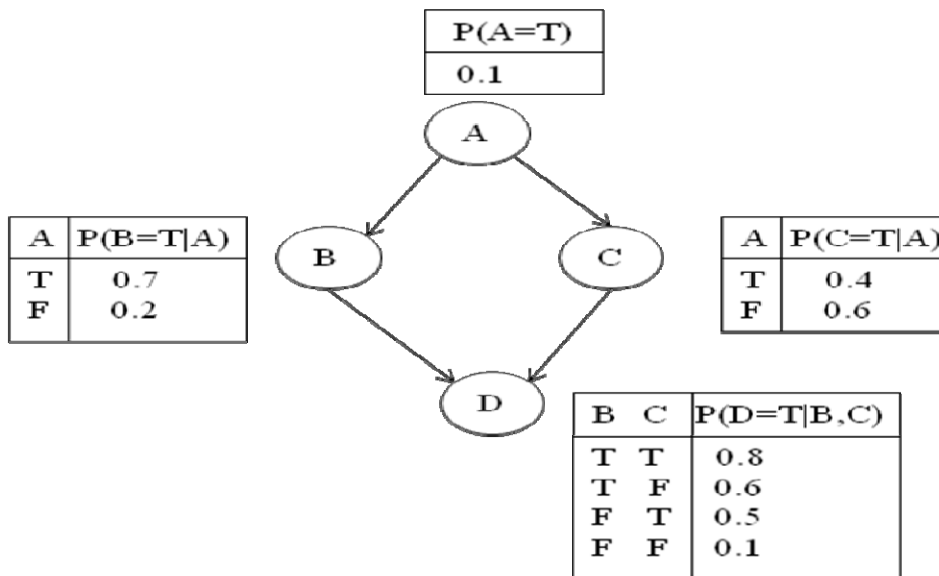 P(A=T)
0.1
A
A P(B=T|A)
T 0.7
F 0.2
B
C
A P(C=T|A)
T 0.4
F 0.6
D
B C P(D=T|B,C)
T T 0.8
T F 0.6
F T 0.5
F F 0.1